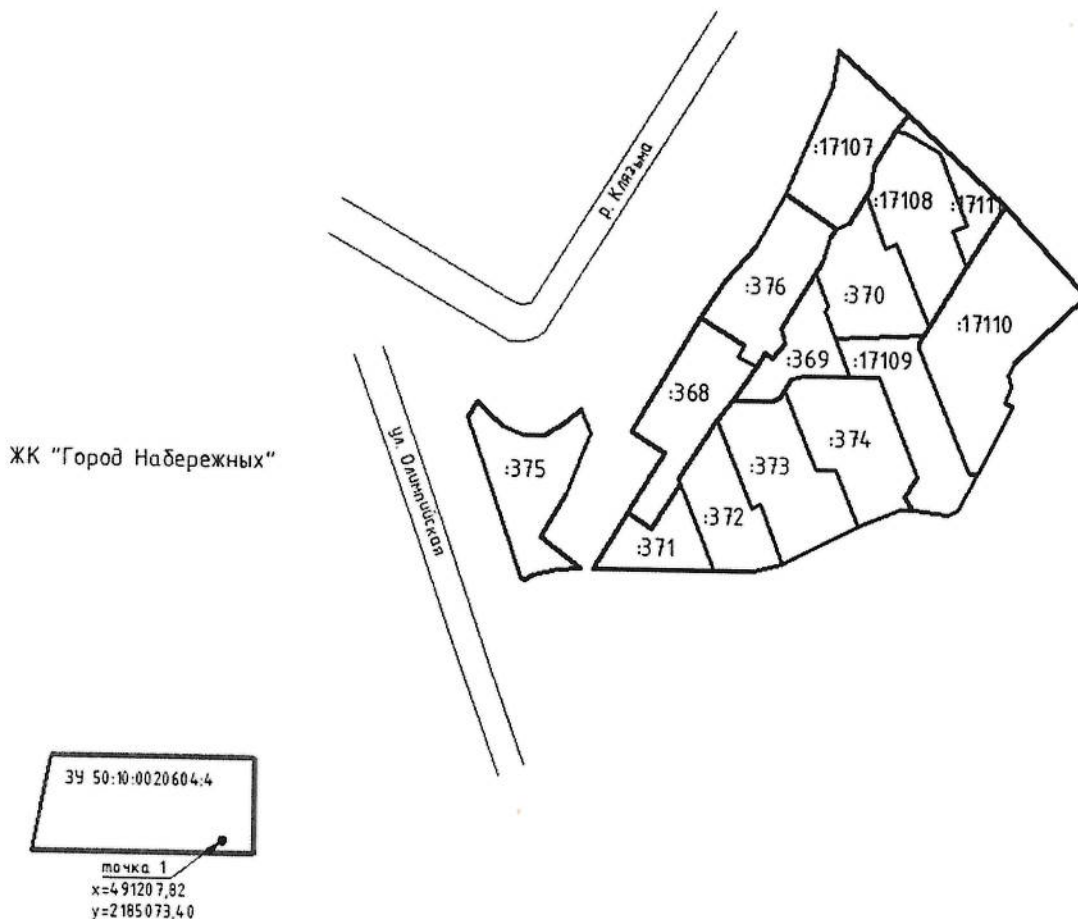 :17107
р. Клязьма
:17108
:1711
:376
:370
:17110
:369
:17109
:368
ЖК "Город Набережных"
ул. Олимпийская
:375
:374
:373
:372
:371
ЗУ 50:10:0020604:4
точка 1
x=491207,82
y=2185073,40